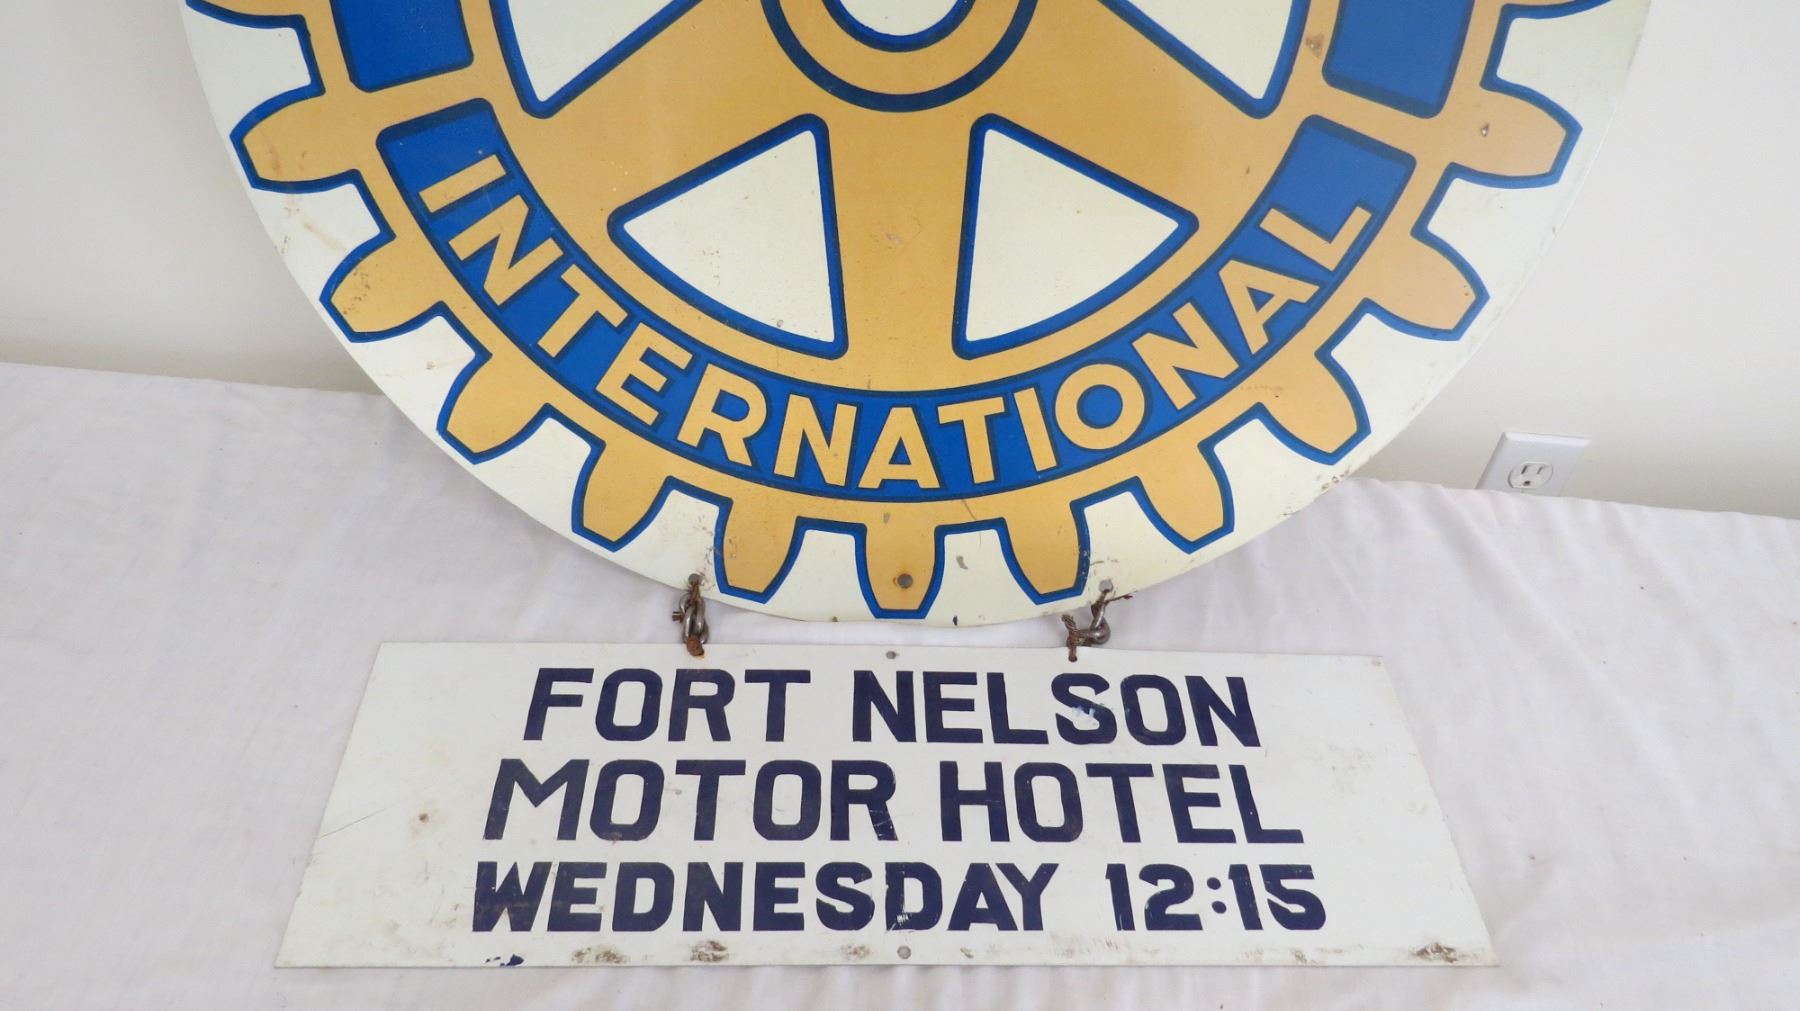 INTERNATIONAL
FORT NELSON
MOTOR HOTEL
WEDNESDAY 12:15